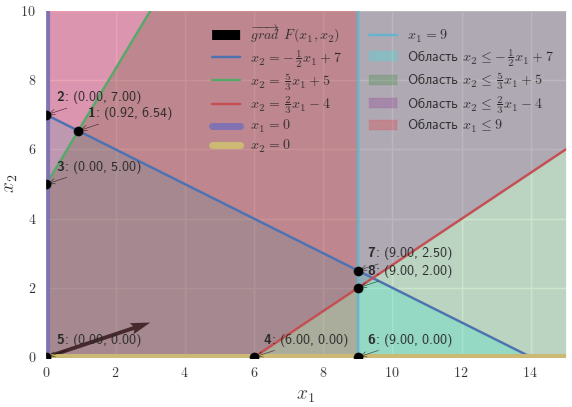 10
8
6
4
2
0
x₂
0 2 4 6 8 10 12 14
x₁
grad F(x₁, x₂)
x₂ = −½x₁ + 7
x₂ = 5/3x₁ + 5
x₂ = 2/3x₁ − 4
x₁ = 0
x₂ = 0
x₁ = 9
Область x₂ ≤ −½x₁ + 7
Область x₂ ≤ 5/3x₁ + 5
Область x₂ ≤ 2/3x₁ − 4
Область x₁ ≤ 9
2: (0.00, 7.00)
1: (0.92, 6.54)
3: (0.00, 5.00)
7: (9.00, 2.50)
8: (9.00, 2.00)
5: (0.00, 0.00)
4: (6.00, 0.00)
6: (9.00, 0.00)